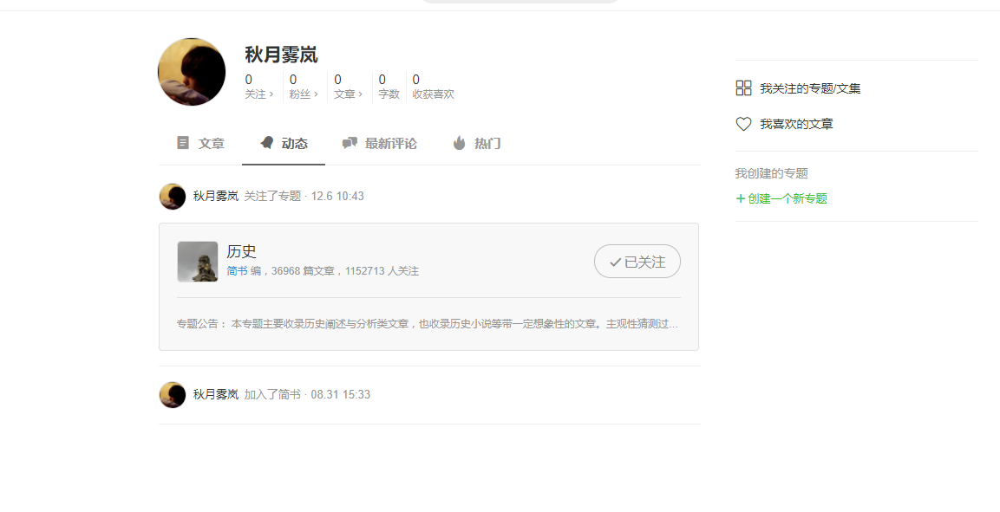 秋月雾岚
0 0 0 0 0
关注 粉丝 文章 字数 收获喜欢
文章 动态 最新评论 热门
秋月雾岚 关注了专题 · 12.6 10:43
历史
简书 编，36968 篇文章，1152713 人关注
已关注
专题公告： 本专题主要收录历史阐述与分析类文章，也收录历史小说等带一定想象性的文章。主观性猜测过...
秋月雾岚 加入了简书 · 08.31 15:33
我关注的专题/文集
我喜欢的文章
我创建的专题
+ 创建一个新专题